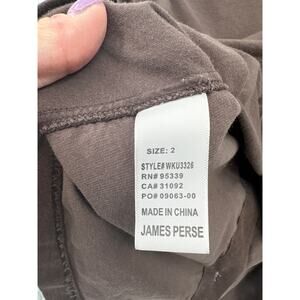 SIZE: 2
STYLE# WKU3326
RN# 95339
CA# 31092
PO# 09063-00
MADE IN CHINA
JAMES PERSE